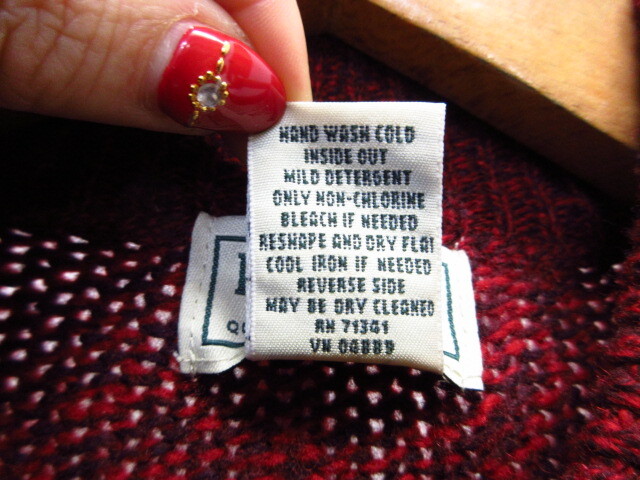 HAND WASH COLD
INSIDE OUT
MILD DETERGENT
ONLY NON-CHLORINE
BLEACH IF NEEDED
RESHAPE AND DRY FLAT
COOL IRON IF NEEDED
REVERSE SIDE
MAY BE DRY CLEANED
RN 71341
VN 04889